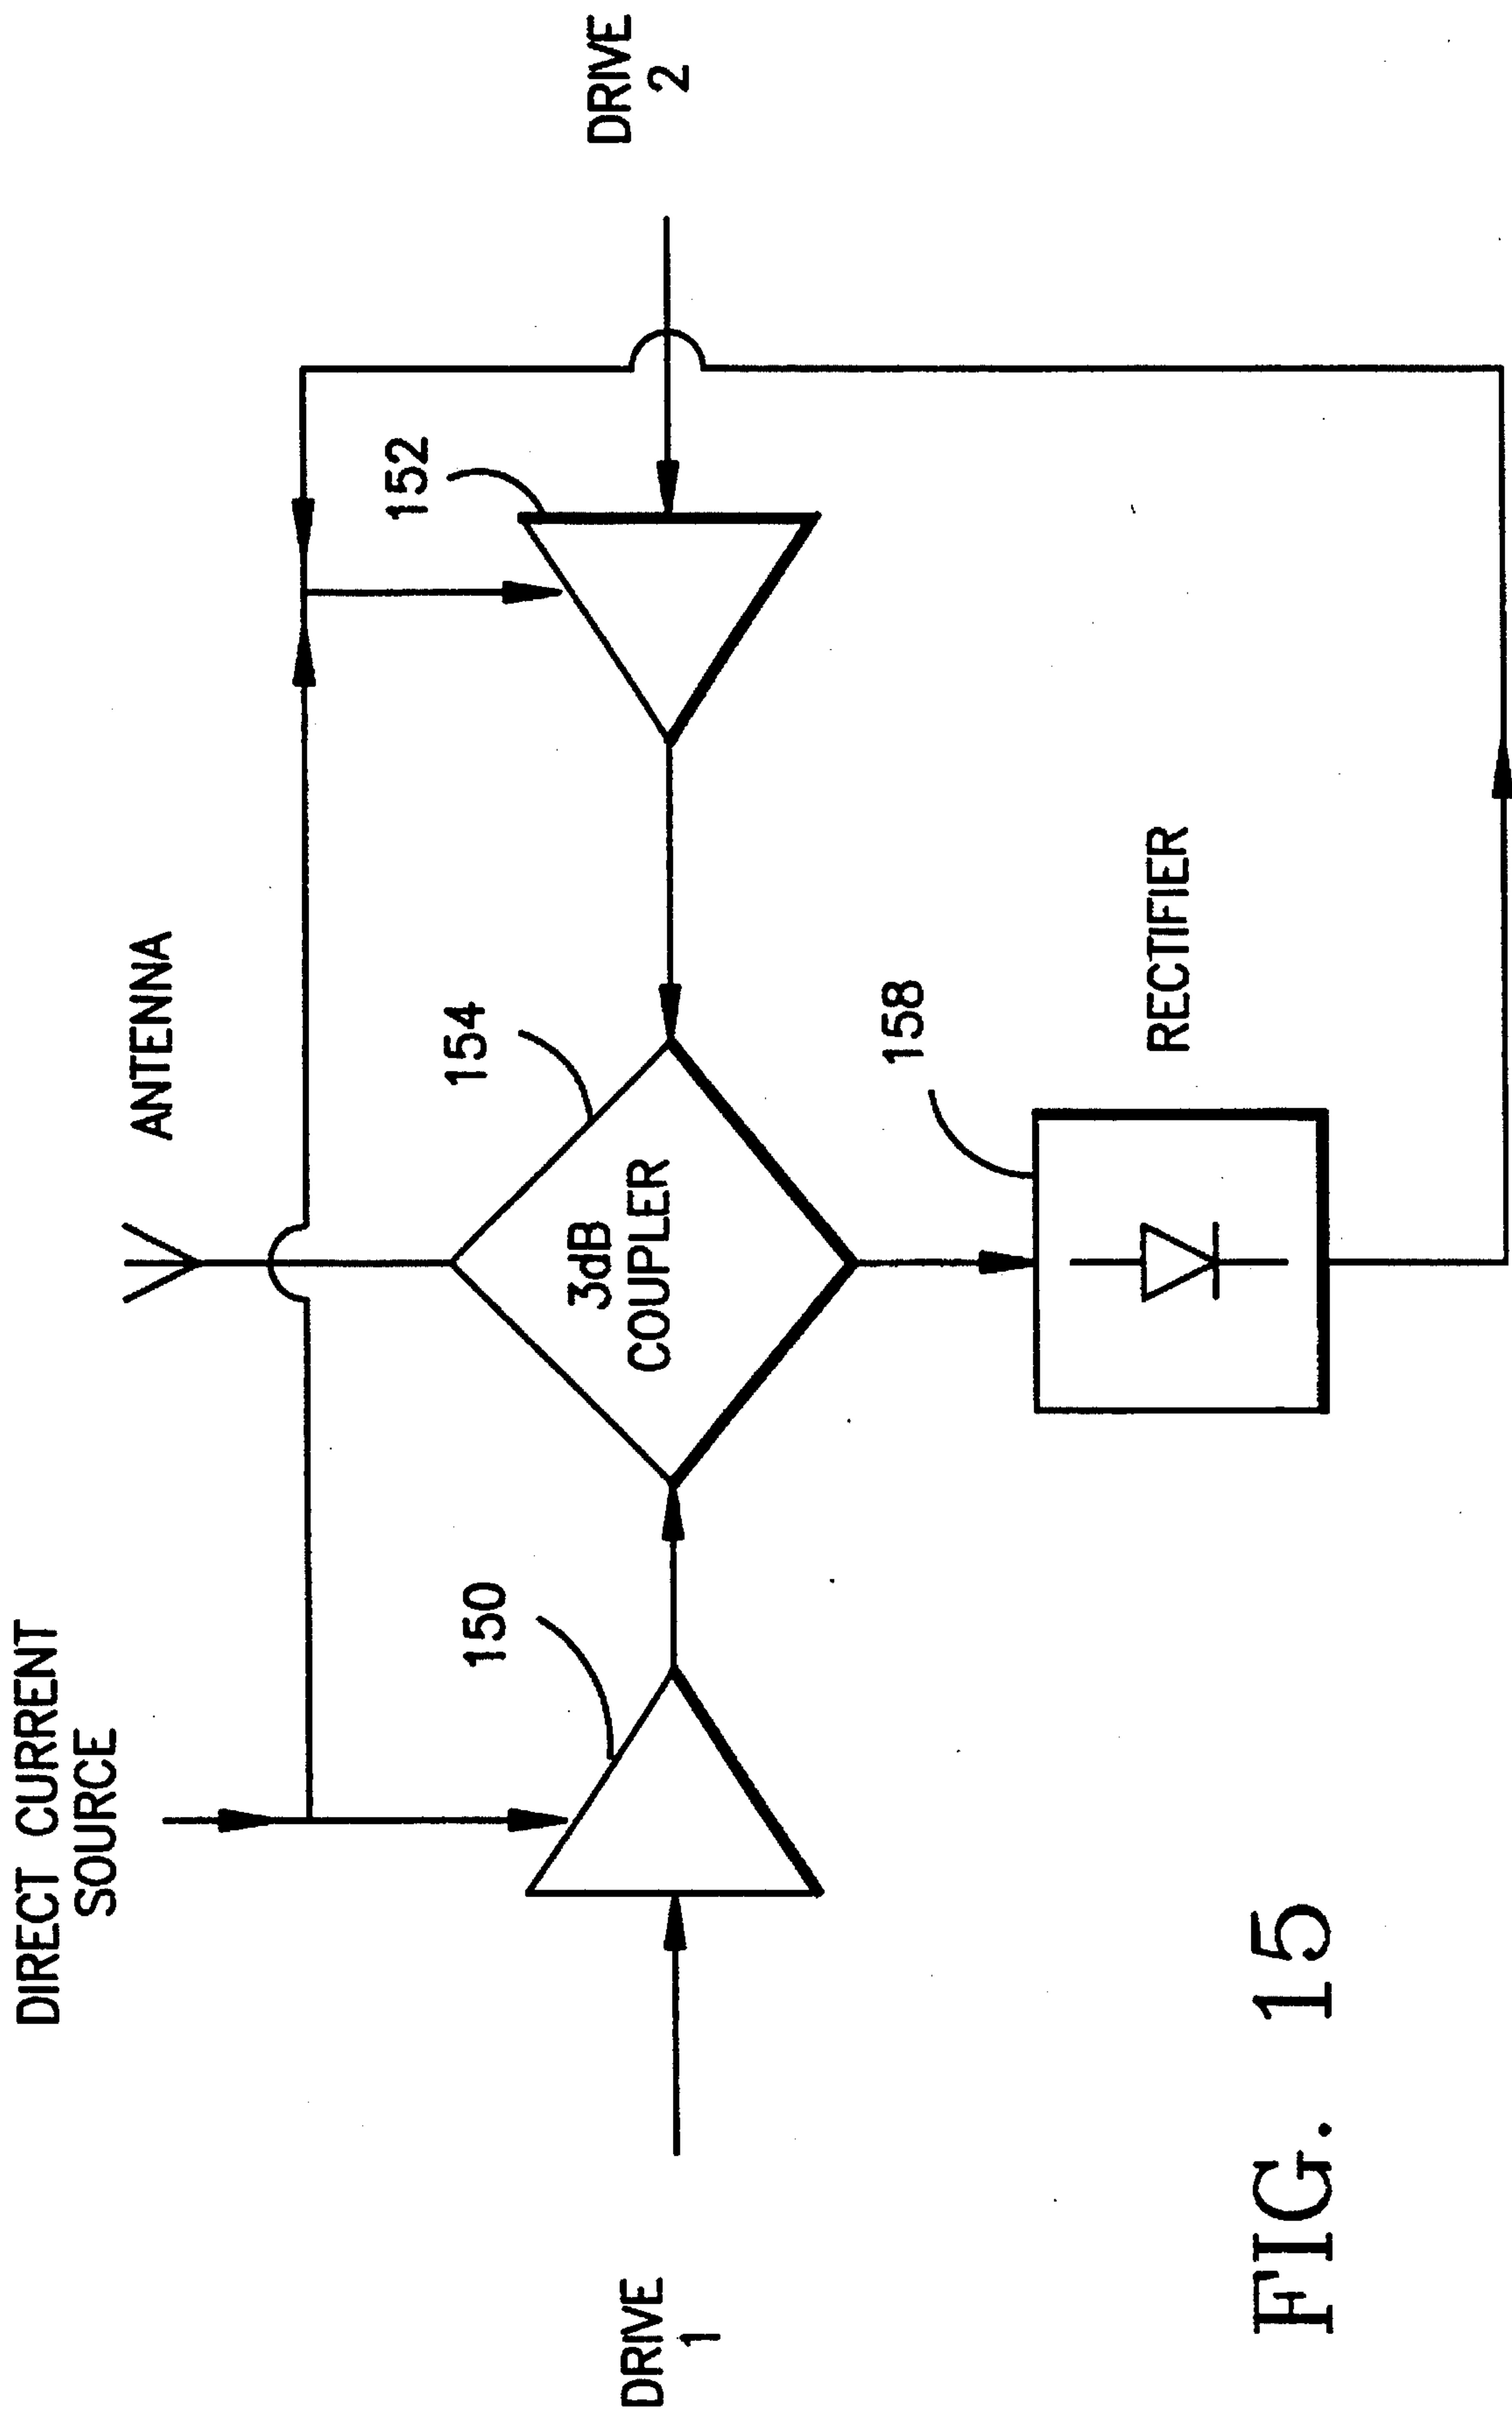 DIRECT CURRENT
SOURCE
ANTENNA
150
154
152
3dB
COUPLER
DRIVE
1
DRIVE
2
158
RECTIFIER
FIG. 15